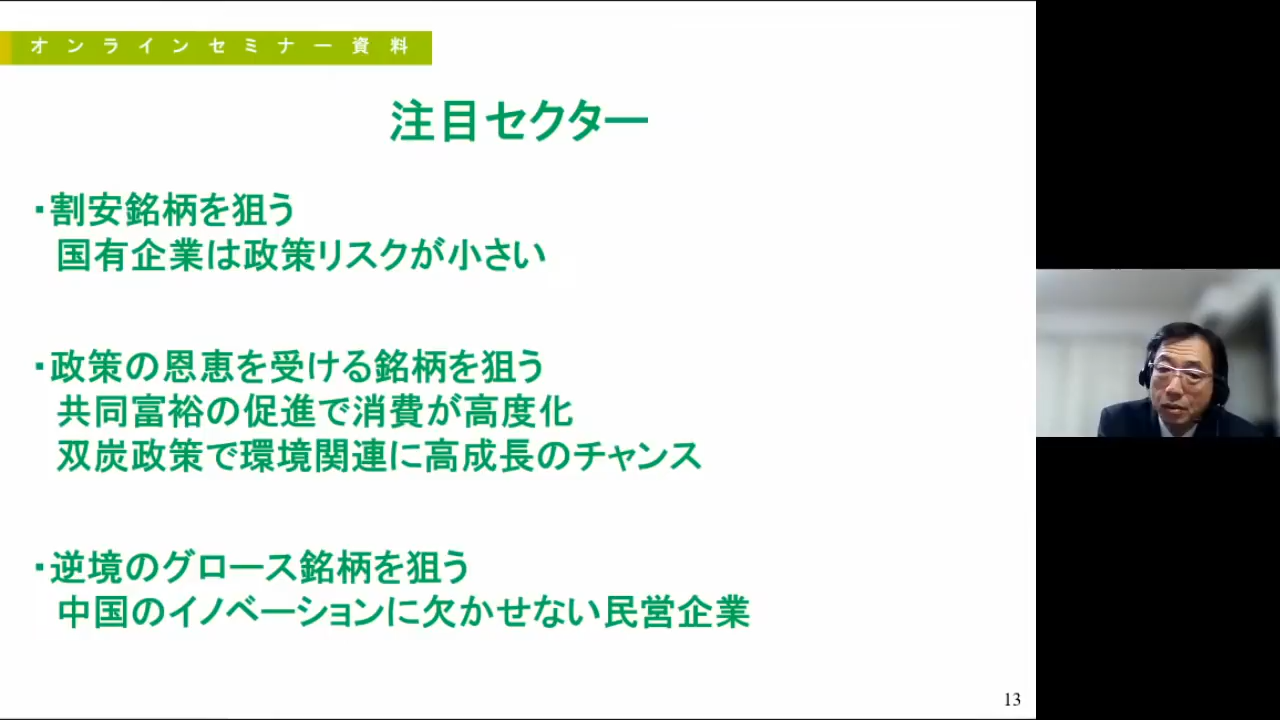 オンラインセミナー資料
注目セクター
・割安銘柄を狙う
国有企業は政策リスクが小さい
・政策の恩恵を受ける銘柄を狙う
共同富裕の促進で消費が高度化
双炭政策で環境関連に高成長のチャンス
・逆境のグロース銘柄を狙う
中国のイノベーションに欠かせない民営企業
13